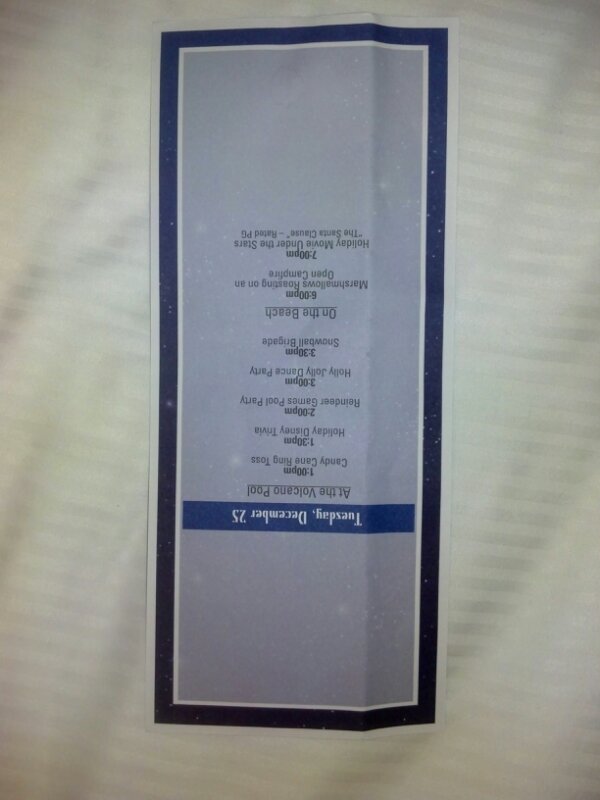 Tuesday, December 25
At the Volcano Pool
1:00pm
Candy Cane Ring Toss
1:30pm
Holiday Disney Trivia
2:00pm
Reindeer Games Pool Party
3:00pm
Holly Jolly Dance Party
3:30pm
Snowball Brigade
On the Beach
6:00pm
Marshmallows Roasting on an
Open Campfire
7:00pm
Holiday Movie Under the Stars
"The Santa Clause" - Rated PG